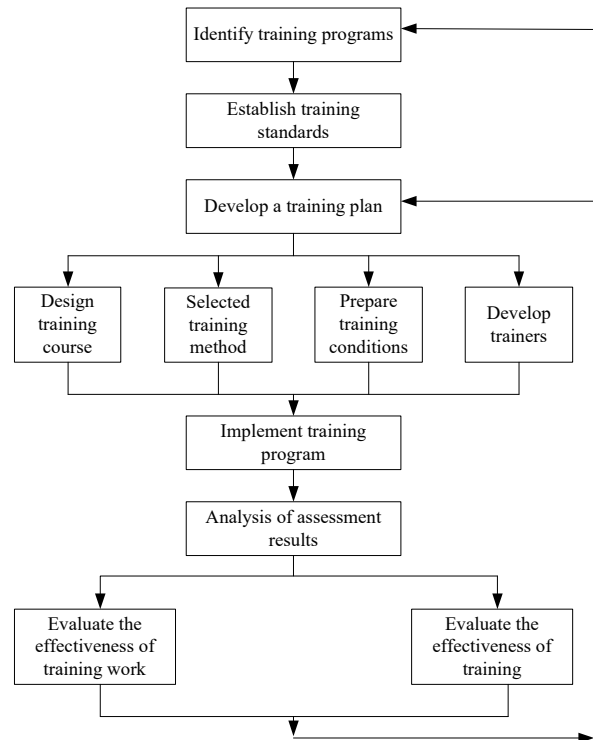 Identify training programs
Establish training
standards
Develop a training plan
Design
training
course
Selected
training
method
Prepare
training
conditions
Develop
trainers
Implement training
program
Analysis of assessment
results
Evaluate the
effectiveness of
training work
Evaluate the
effectiveness of
training